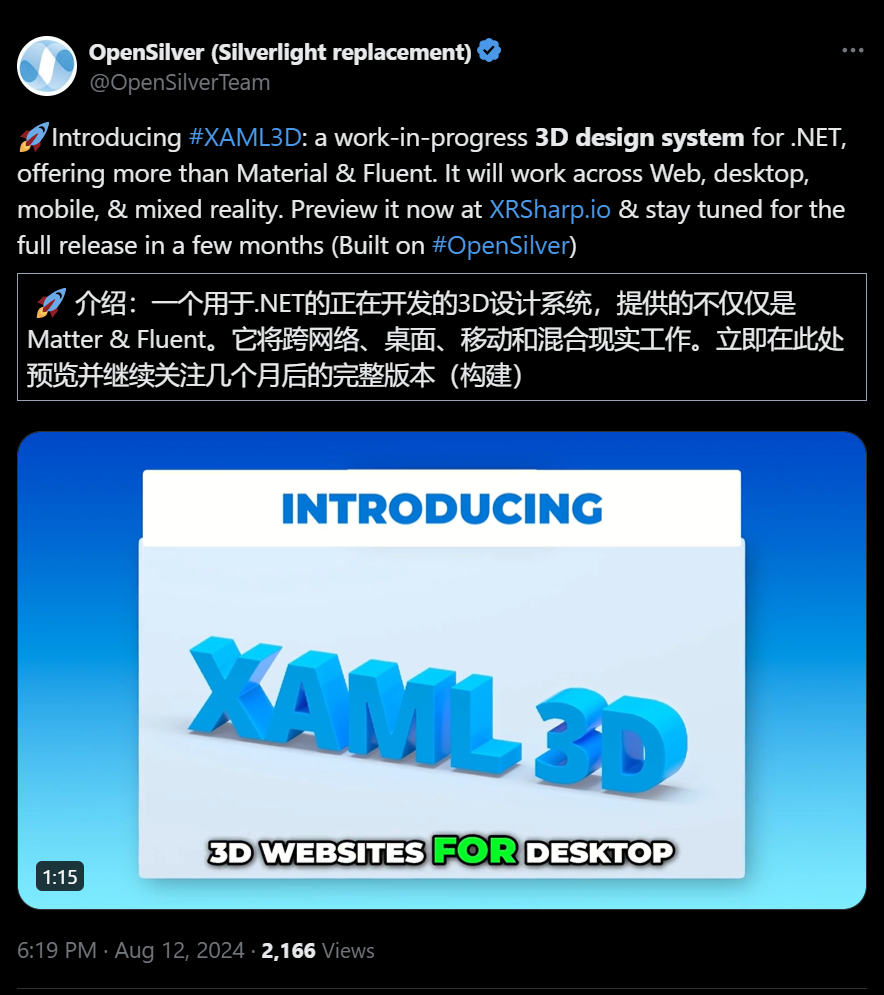 OpenSilver (Silverlight replacement)
@OpenSilverTeam
🚀Introducing #XAML3D: a work-in-progress 3D design system for .NET,
offering more than Material & Fluent. It will work across Web, desktop,
mobile, & mixed reality. Preview it now at XRSharp.io & stay tuned for the
full release in a few months (Built on #OpenSilver)
🚀 介绍：一个用于.NET的正在开发的3D设计系统，提供的不仅仅是
Matter & Fluent。它将跨网络、桌面、移动和混合现实工作。立即在此处
预览并继续关注几个月后的完整版本（构建）
INTRODUCING
XAML 3D
3D WEBSITES FOR DESKTOP
1:15
6:19 PM · Aug 12, 2024 · 2,166 Views